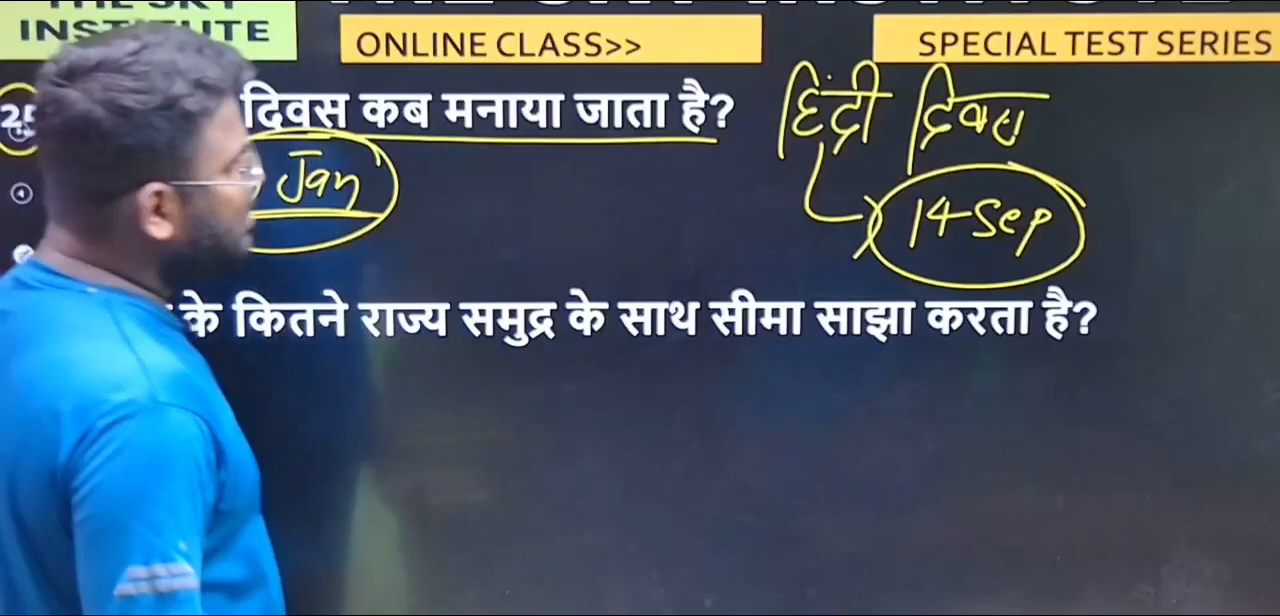 INSTITUTE
ONLINE CLASS>>
SPECIAL TEST SERIES
दिवस कब मनाया जाता है?
हिंदी दिवस
Jan
14 Sep
के कितने राज्य समुद्र के साथ सीमा साझा करता है?